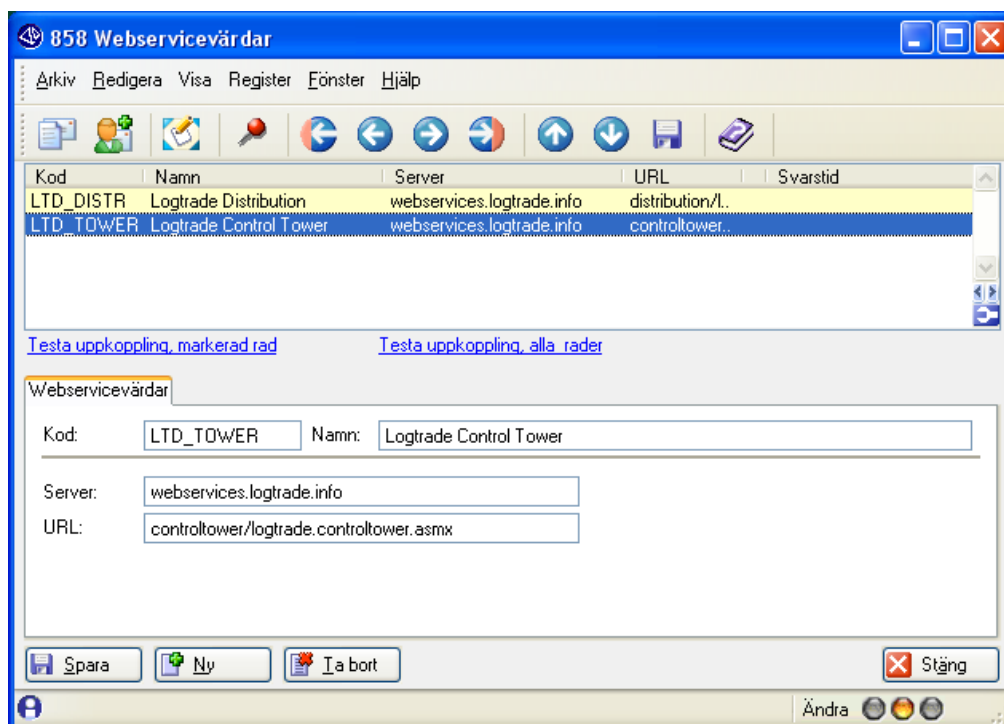 858 Webservicevärdar
Arkiv Redigera Visa Register Fönster Hjälp
Kod Namn Server URL Svarstid
LTD_DISTR Logtrade Distribution webservices.logtrade.info distribution/l..
LTD_TOWER Logtrade Control Tower webservices.logtrade.info controltower..
Testa uppkoppling, markerad rad Testa uppkoppling, alla rader
Webservicevärdar
Kod: LTD_TOWER Namn: Logtrade Control Tower
Server: webservices.logtrade.info
URL: controltower/logtrade.controltower.asmx
Spara Ny Ta bort Stäng
Ändra